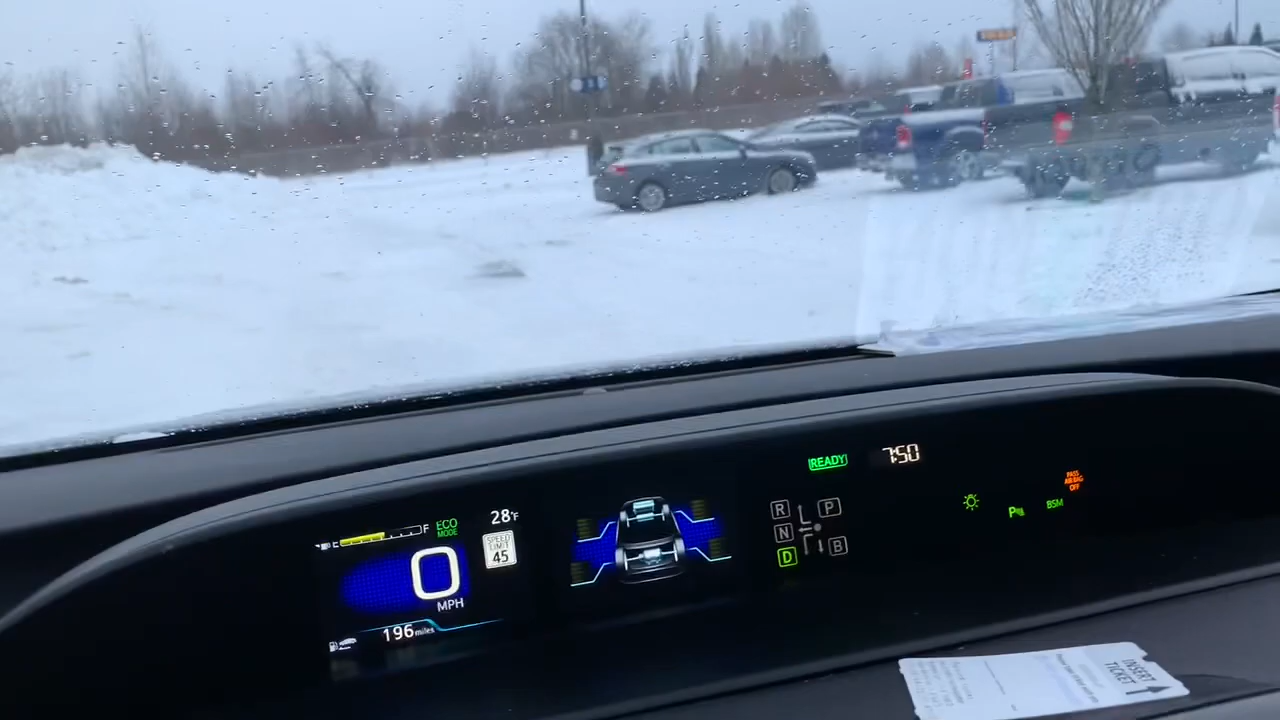 READY
7:50
PASS
AIR BAG
OFF
28°F
E F
ECO
MODE
SPEED
LIMIT
45
R P
N
D B
BSM
P
0
MPH
196 miles
INSERT
TICKET